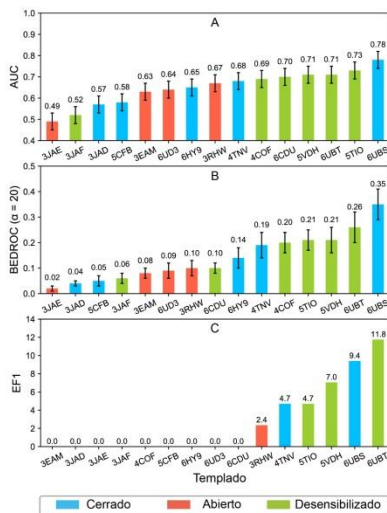 A
AUC
0.8
0.7
0.6
0.5
0.4
0.49 0.52 0.57 0.58 0.63 0.64 0.65 0.67 0.68 0.69 0.70 0.71 0.71 0.73 0.78
3JAE 3JAF 3JAD 5CFB 3EAM 6UD3 6HY9 3RHW 4TNV 4COF 6CDU 5VDH 6UBT 5TIO 6UBS
B
BEDROC (α = 20)
0.5
0.4
0.3
0.2
0.1
0.0
0.02 0.04 0.05 0.06 0.08 0.09 0.10 0.10 0.14 0.19 0.20 0.21 0.21 0.26 0.35
3JAE 3JAD 5CFB 3JAF 3EAM 6UD3 3RHW 6CDU 6HY9 4TNV 4COF 5TIO 5VDH 6UBT 6UBS
C
EF1
14
12
10
8
6
4
2
0
0.0 0.0 0.0 0.0 0.0 0.0 0.0 0.0 0.0 2.4 4.7 4.7 7.0 9.4 11.8
3EAM 3JAD 3JAE 3JAF 4COF 5CFB 6HY9 6UD3 6CDU 3RHW 4TNV 5TIO 5VDH 6UBS 6UBT
Templado
Cerrado Abierto Desensibilizado